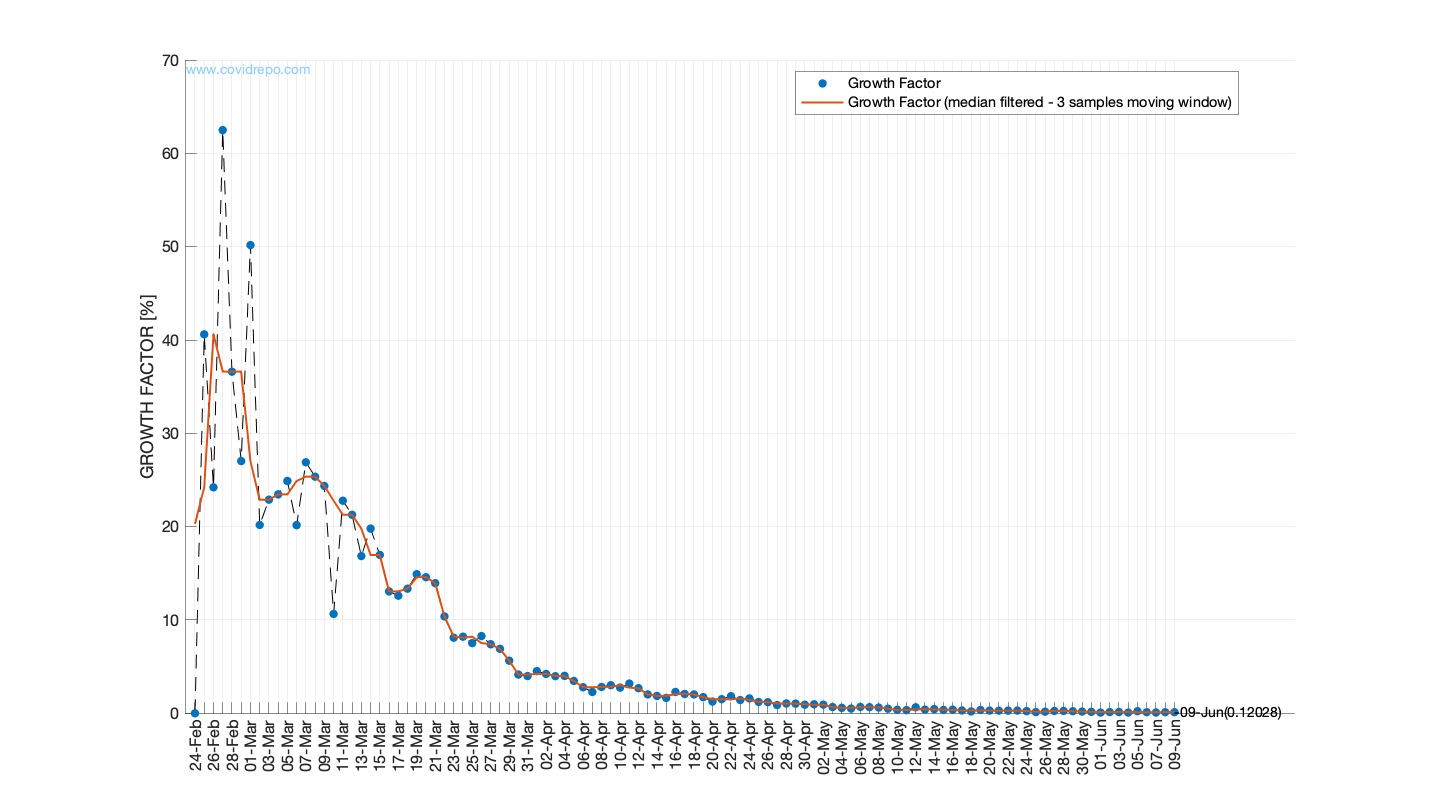 70
www.covidrepo.com
Growth Factor
Growth Factor (median filtered - 3 samples moving window)
60
50
40
30
20
10
0
GROWTH FACTOR [%]
09-Jun(0.12028)
24-Feb
26-Feb
28-Feb
01-Mar
03-Mar
05-Mar
07-Mar
09-Mar
11-Mar
13-Mar
15-Mar
17-Mar
19-Mar
21-Mar
23-Mar
25-Mar
27-Mar
29-Mar
31-Mar
02-Apr
04-Apr
06-Apr
08-Apr
10-Apr
12-Apr
14-Apr
16-Apr
18-Apr
20-Apr
22-Apr
24-Apr
26-Apr
28-Apr
30-Apr
02-May
04-May
06-May
08-May
10-May
12-May
14-May
16-May
18-May
20-May
22-May
24-May
26-May
28-May
30-May
01-Jun
03-Jun
05-Jun
07-Jun
09-Jun